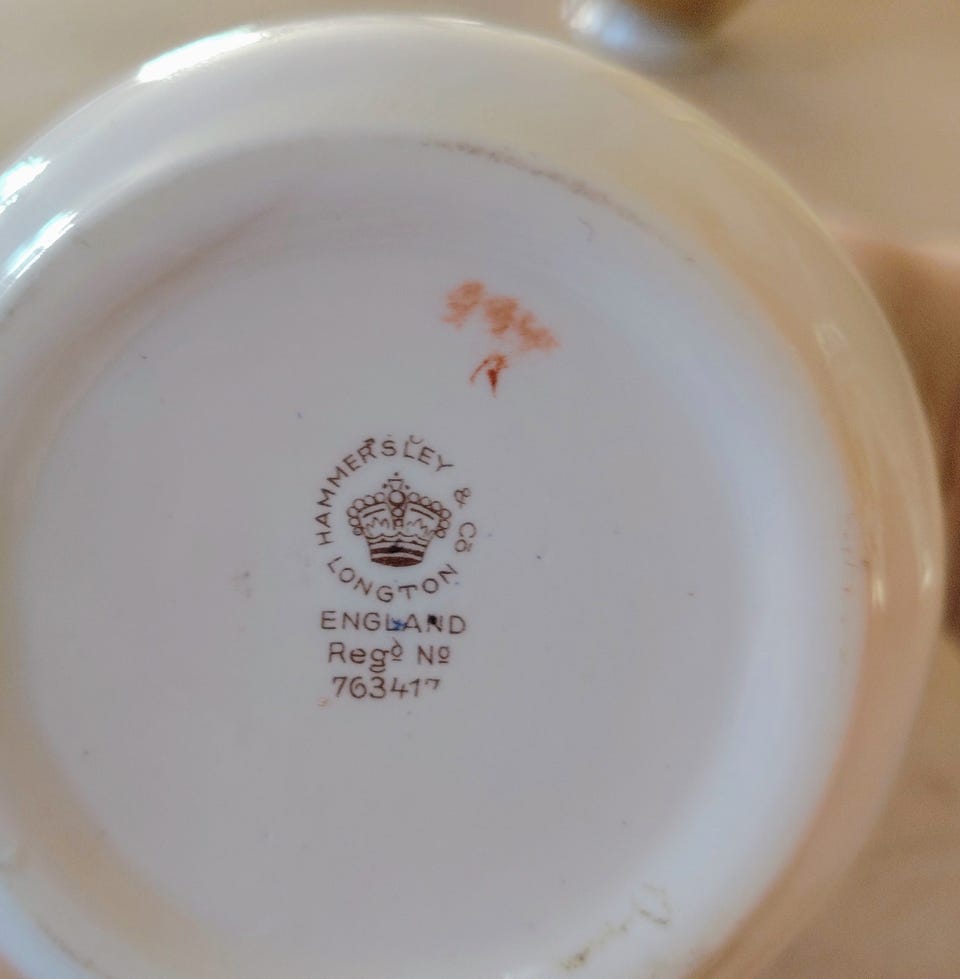 HAMMERSLEY & Co
LONGTON
ENGLAND
Regd No
763417